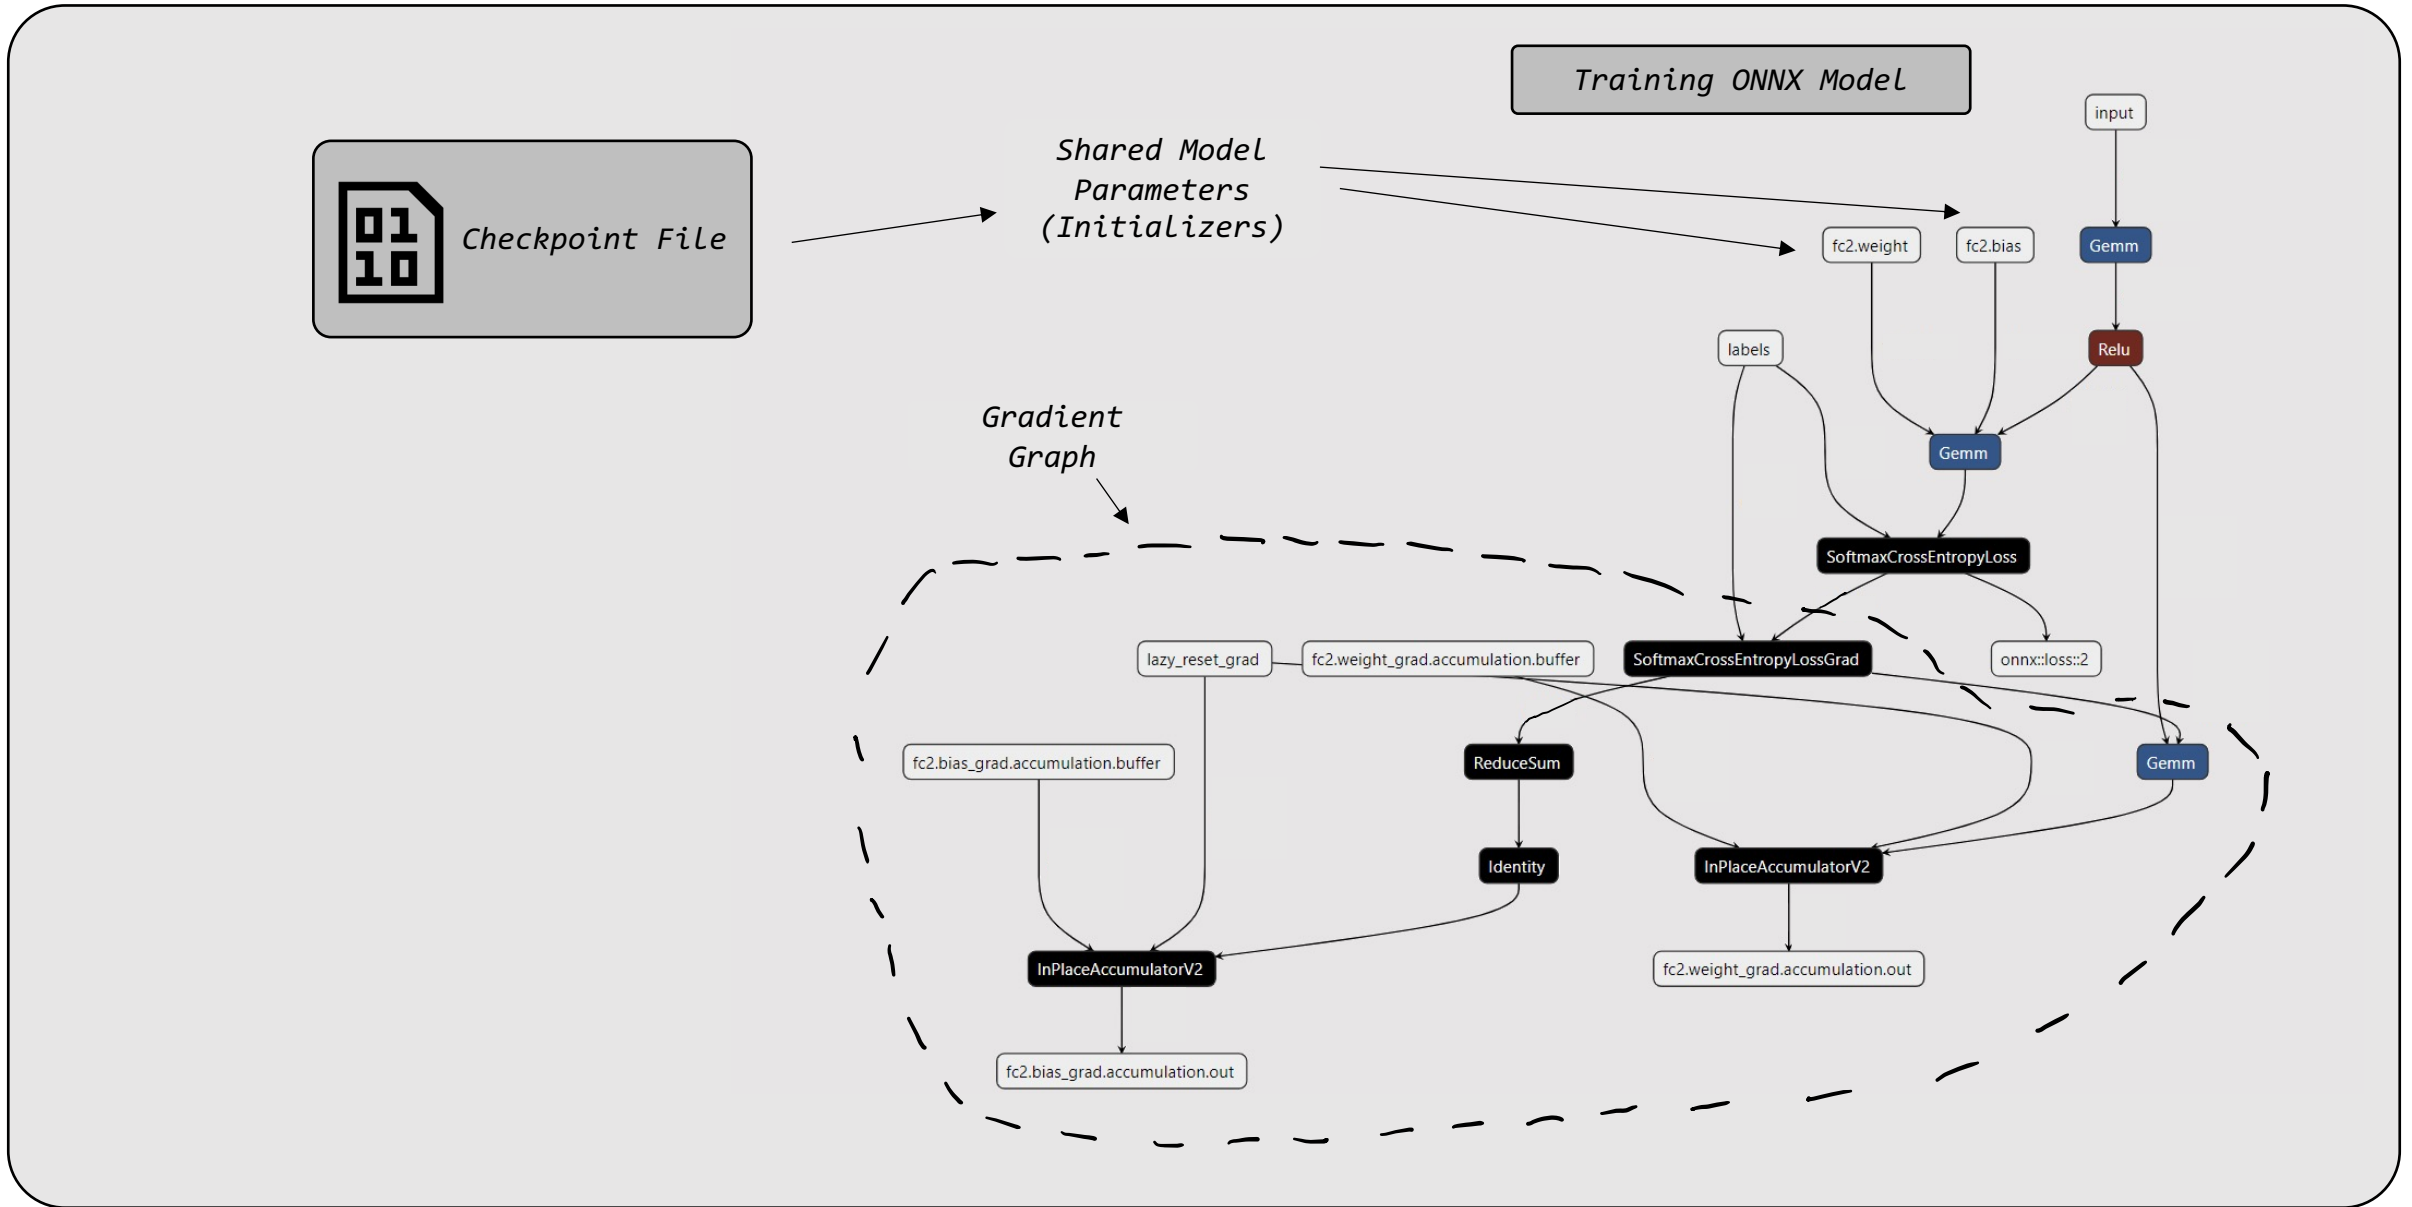 Training ONNX Model
input
Shared Model
Parameters
(Initializers)
01
10
Checkpoint File
fc2.weight
fc2.bias
Gemm
labels
Relu
Gradient
Graph
Gemm
SoftmaxCrossEntropyLoss
lazy_reset_grad
fc2.weight_grad.accumulation.buffer
SoftmaxCrossEntropyLossGrad
onnx::loss::2
fc2.bias_grad.accumulation.buffer
ReduceSum
Gemm
Identity
InPlaceAccumulatorV2
InPlaceAccumulatorV2
fc2.weight_grad.accumulation.out
fc2.bias_grad.accumulation.out